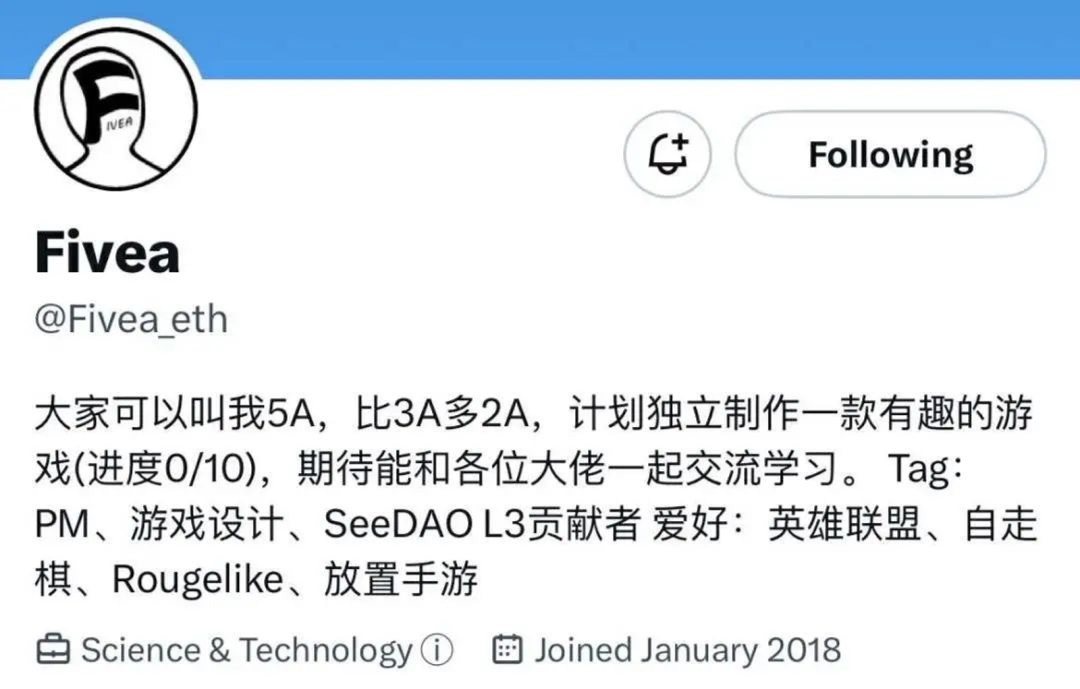 F
IVEA
Following
Fivea
@Fivea_eth
大家可以叫我5A，比3A多2A，计划独立制作一款有趣的游
戏(进度0/10)，期待能和各位大佬一起交流学习。Tag：
PM、游戏设计、SeeDAO L3贡献者 爱好：英雄联盟、自走
棋、Rougelike、放置手游
Science & Technology
Joined January 2018